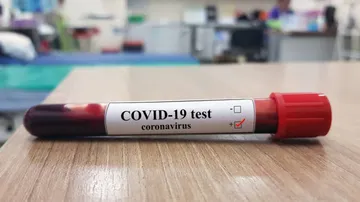 COVID-19 test -
coronavirus +